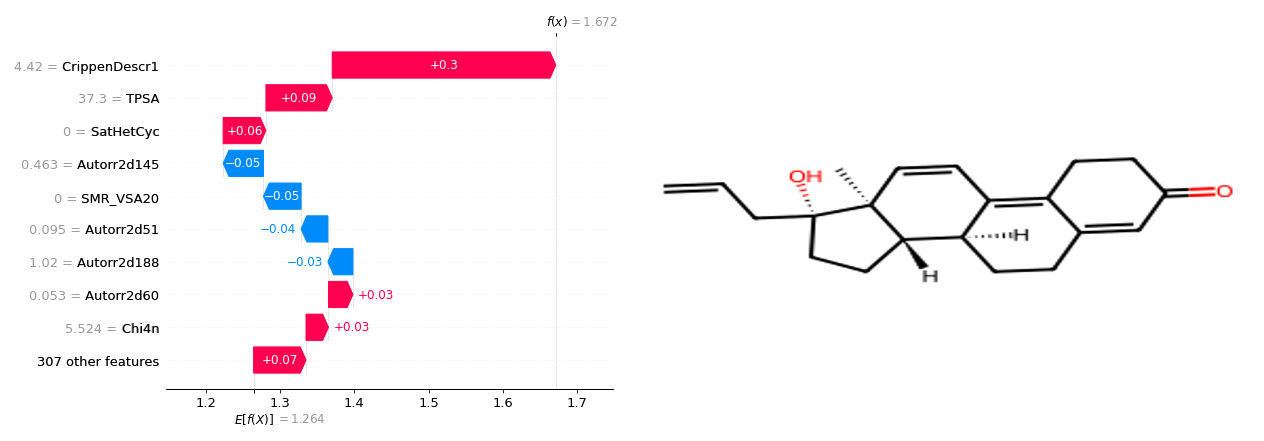 f(x) = 1.672
4.42 = CrippenDescr1
+0.3
37.3 = TPSA
+0.09
0 = SatHetCyc
+0.06
0.463 = Autorr2d145
−0.05
0 = SMR_VSA20
−0.05
0.095 = Autorr2d51
−0.04
1.02 = Autorr2d188
−0.03
0.053 = Autorr2d60
+0.03
5.524 = Chi4n
+0.03
307 other features
+0.07
1.2 1.3 1.4 1.5 1.6 1.7
E[f(X)] = 1.264
OH
O
H
H